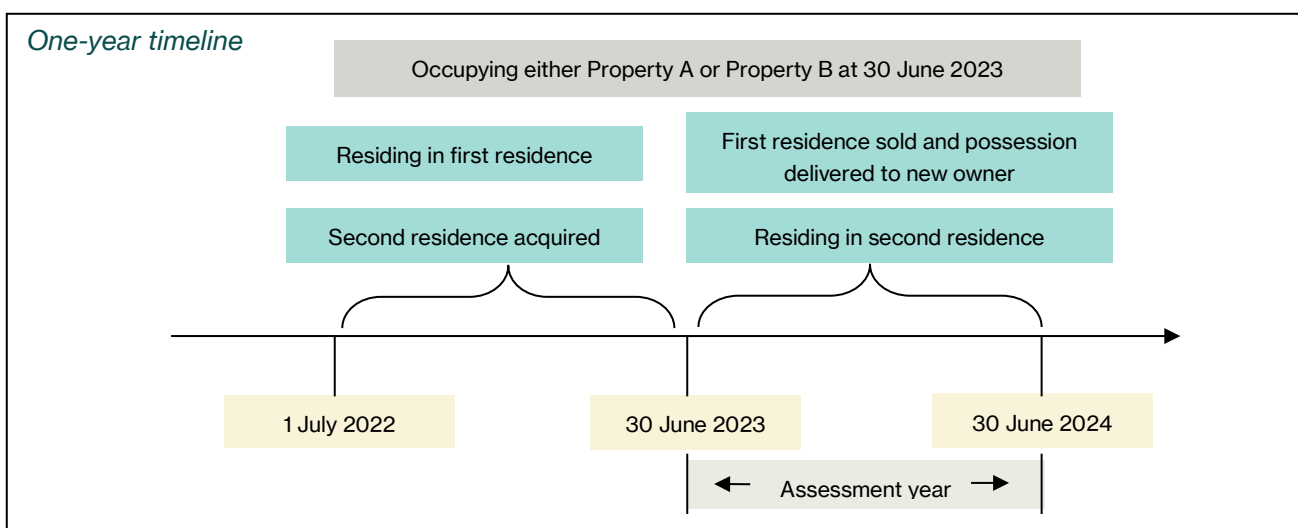 One-year timeline
Occupying either Property A or Property B at 30 June 2023
Residing in first residence
First residence sold and possession
delivered to new owner
Second residence acquired
Residing in second residence
1 July 2022
30 June 2023
30 June 2024
Assessment year